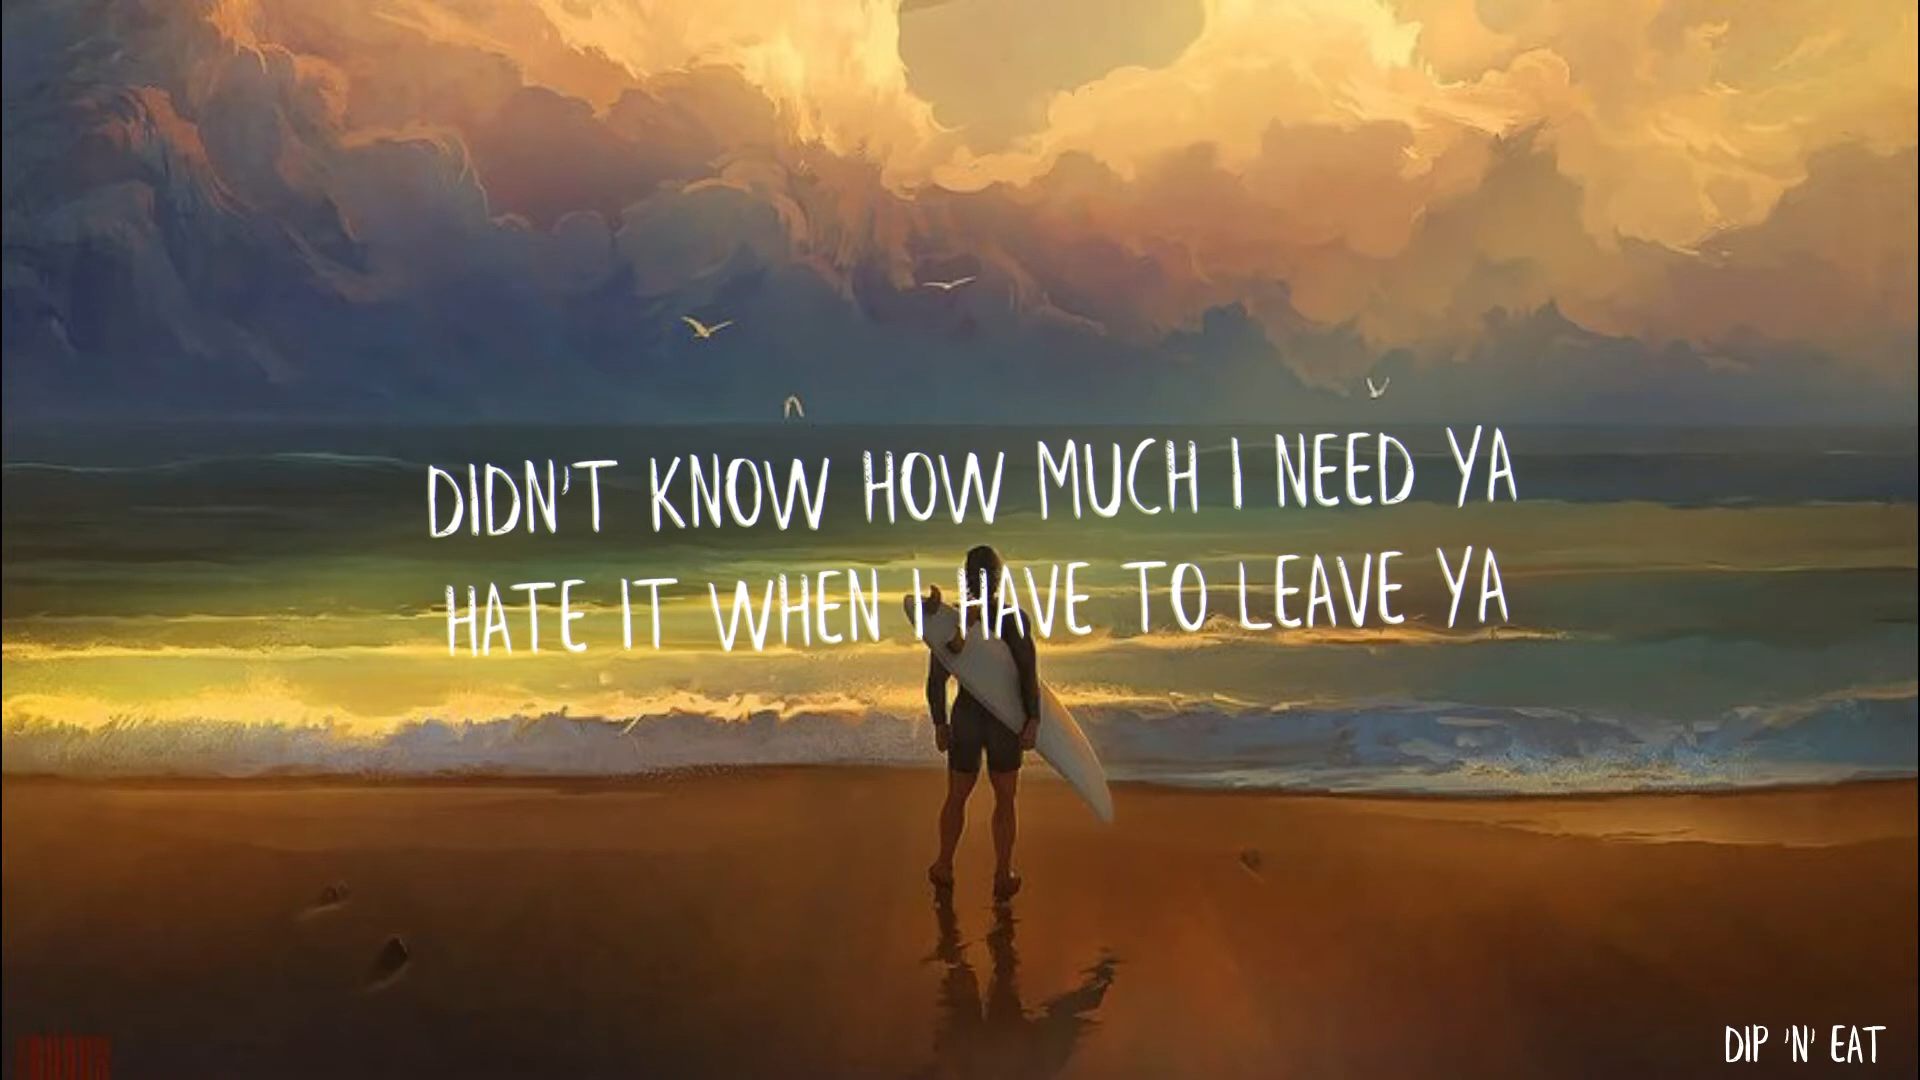 DIDN'T KNOW HOW MUCH I NEED YA
HATE IT WHEN I HAVE TO LEAVE YA
DIP 'N' EAT